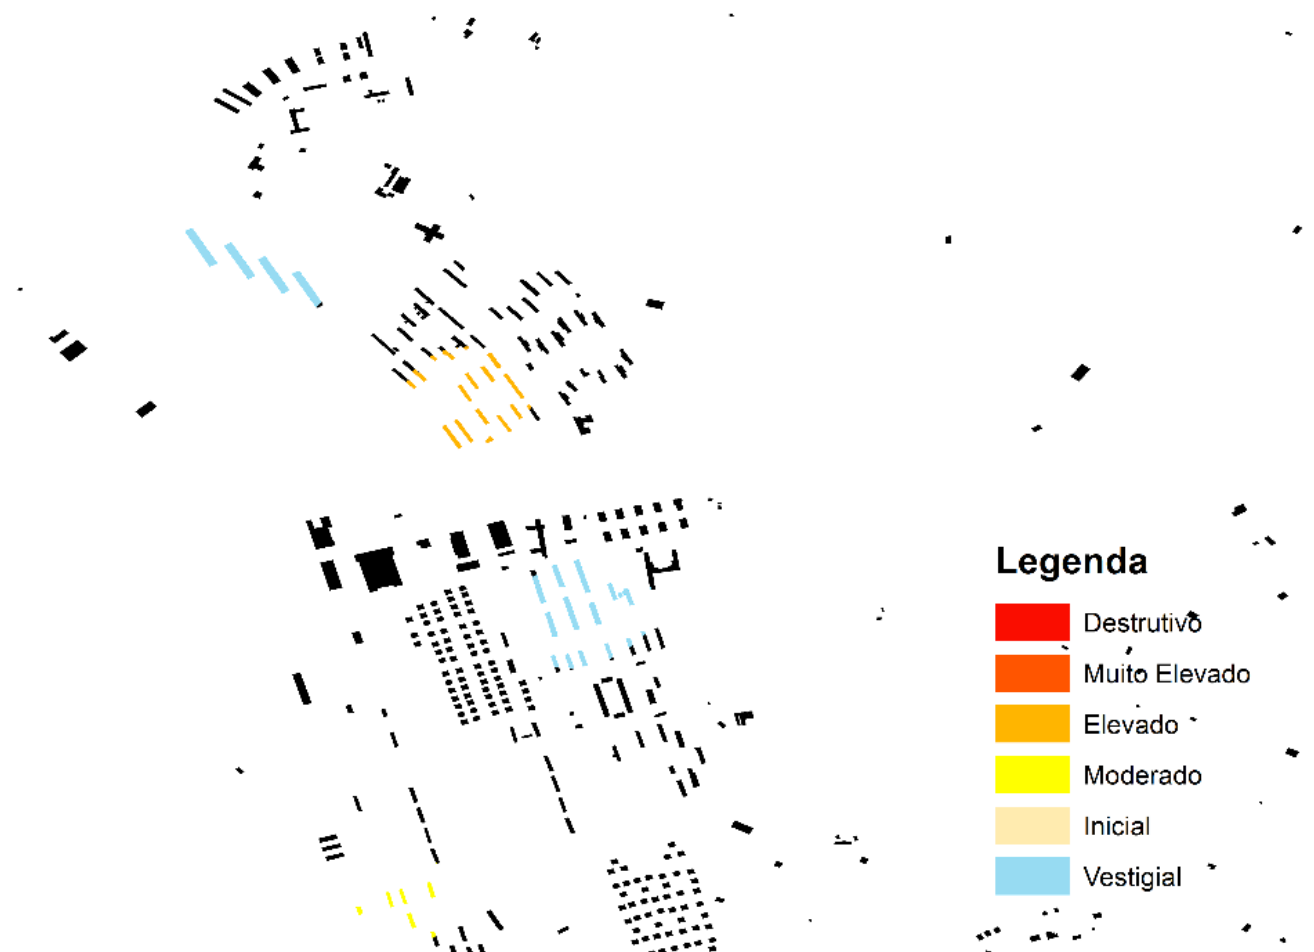 Legenda
Destrutivo
Muito Elevado
Elevado
Moderado
Inicial
Vestigial